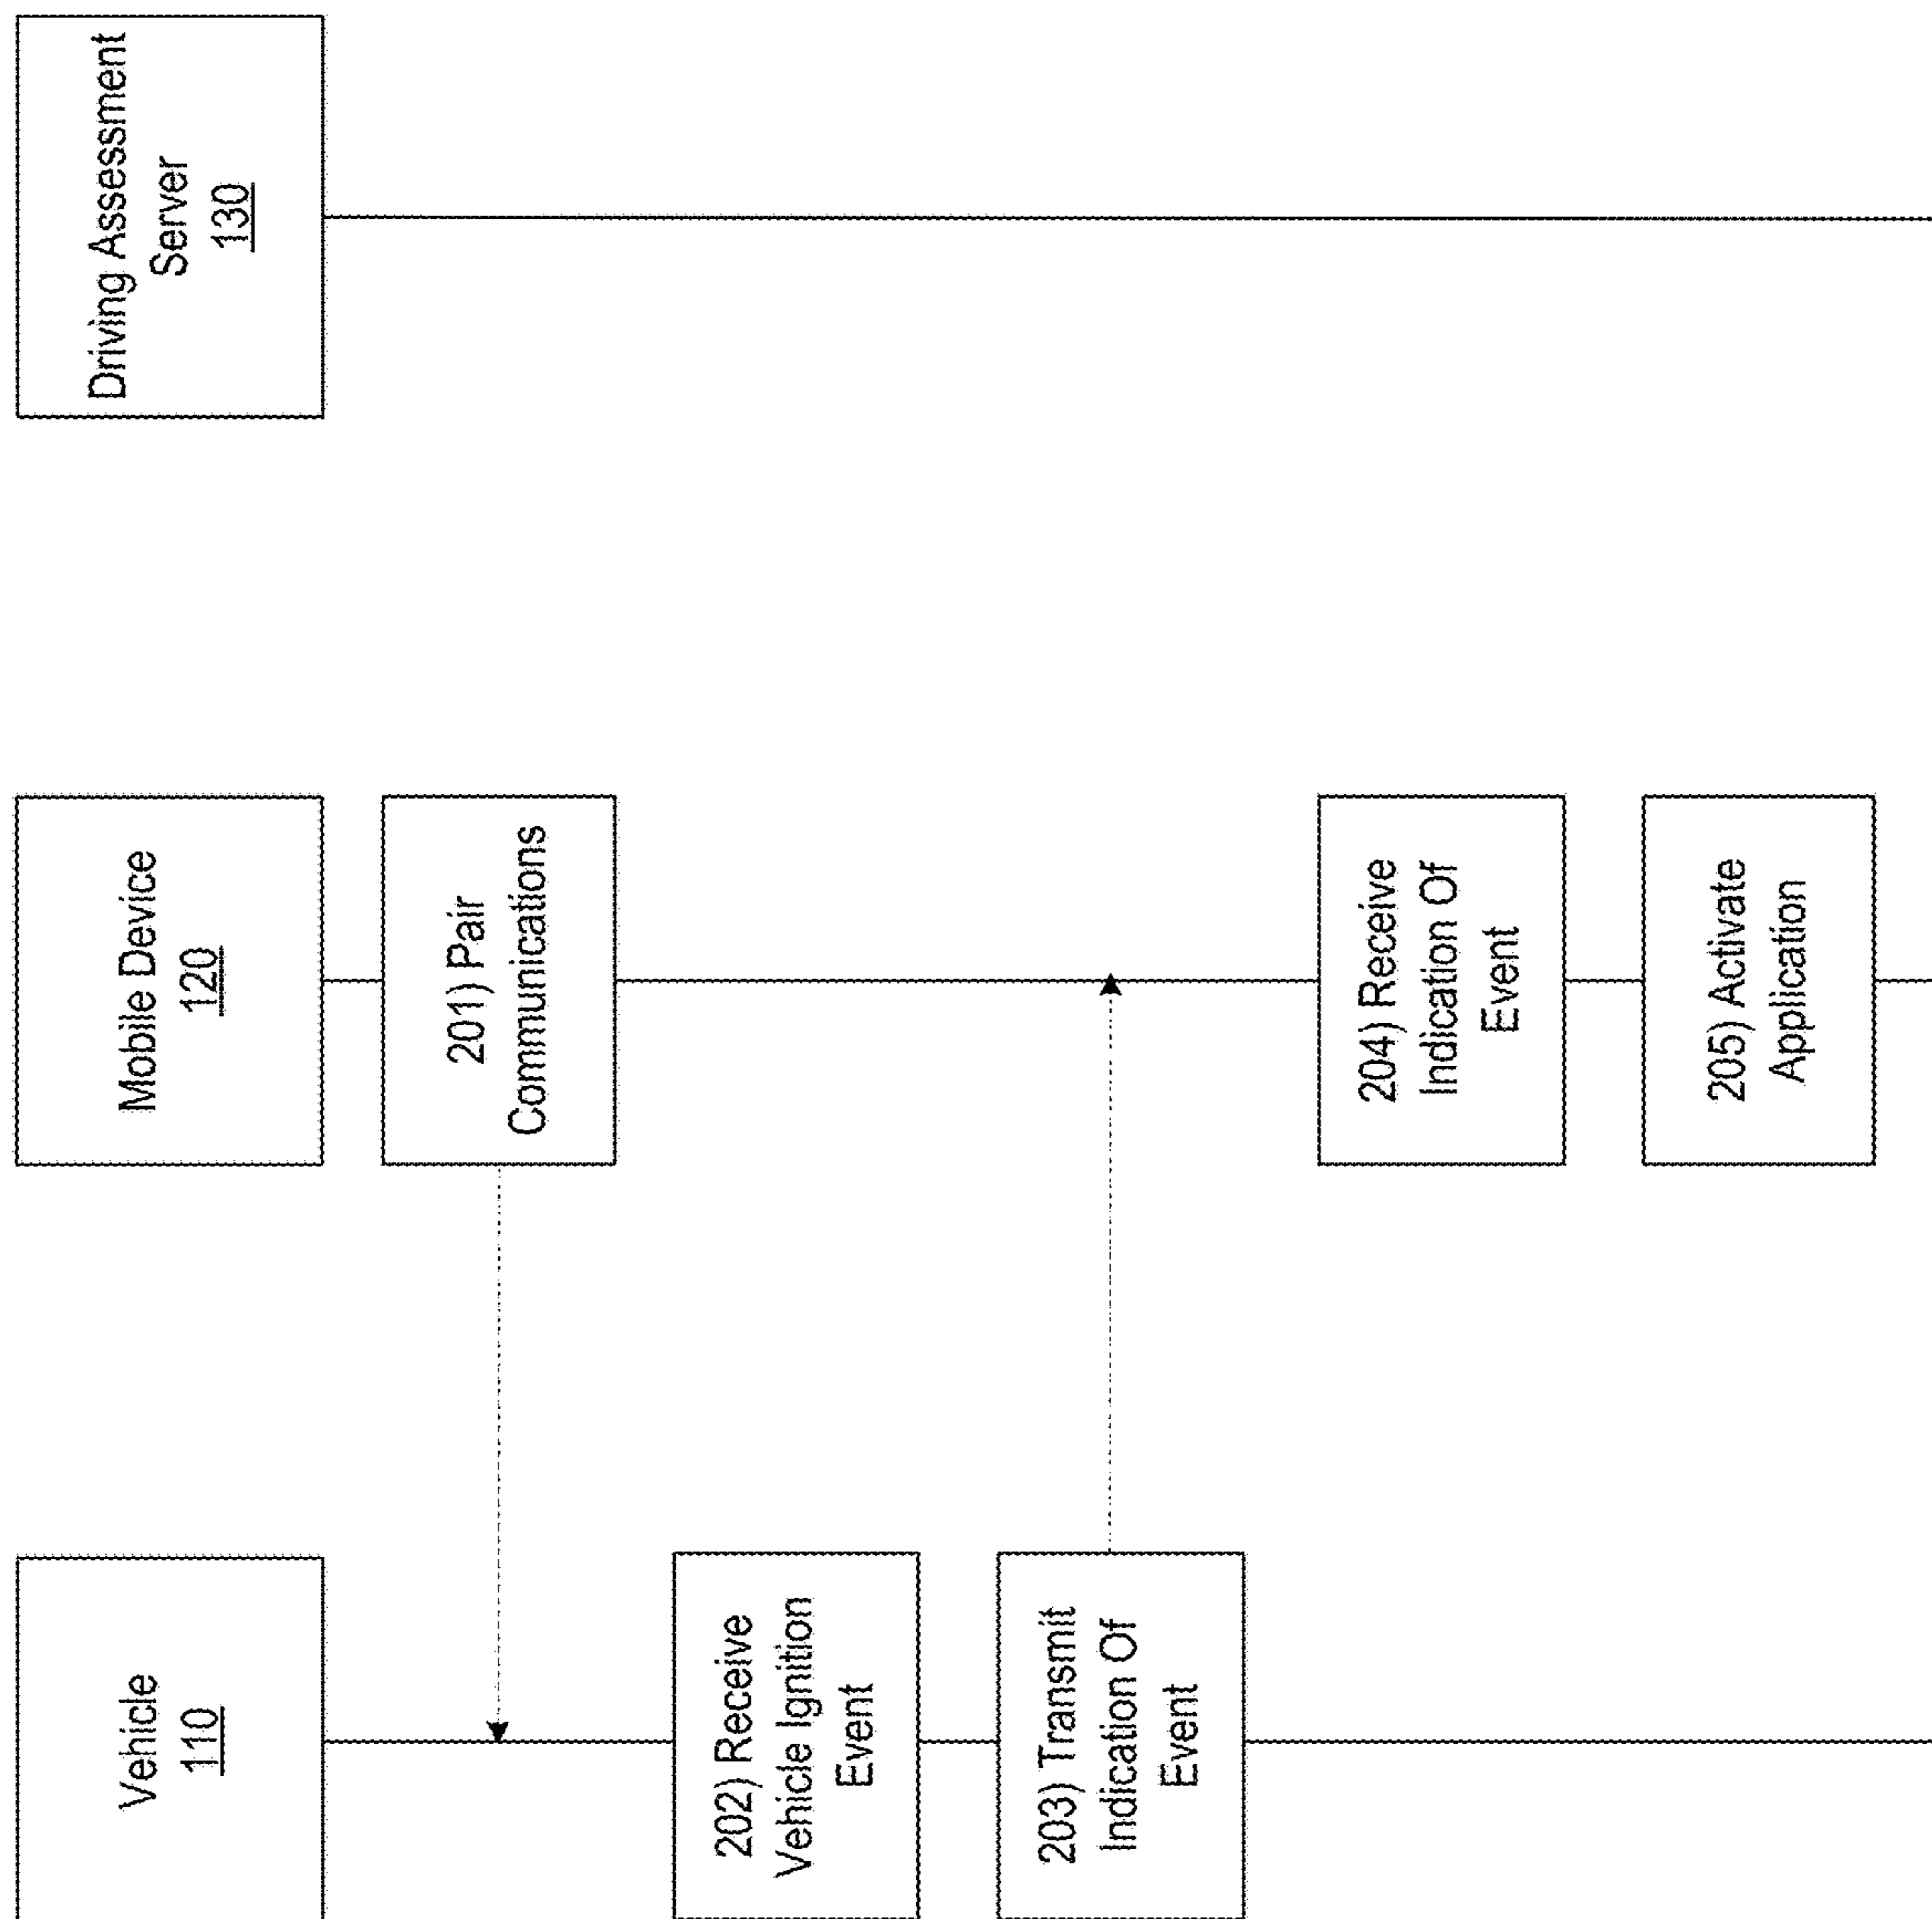 Vehicle
110
Mobile Device
120
Driving Assessment
Server
130
201) Pair
Communications
202) Receive
Vehicle Ignition
Event
203) Transmit
Indication Of
Event
204) Receive
Indication Of
Event
205) Activate
Application